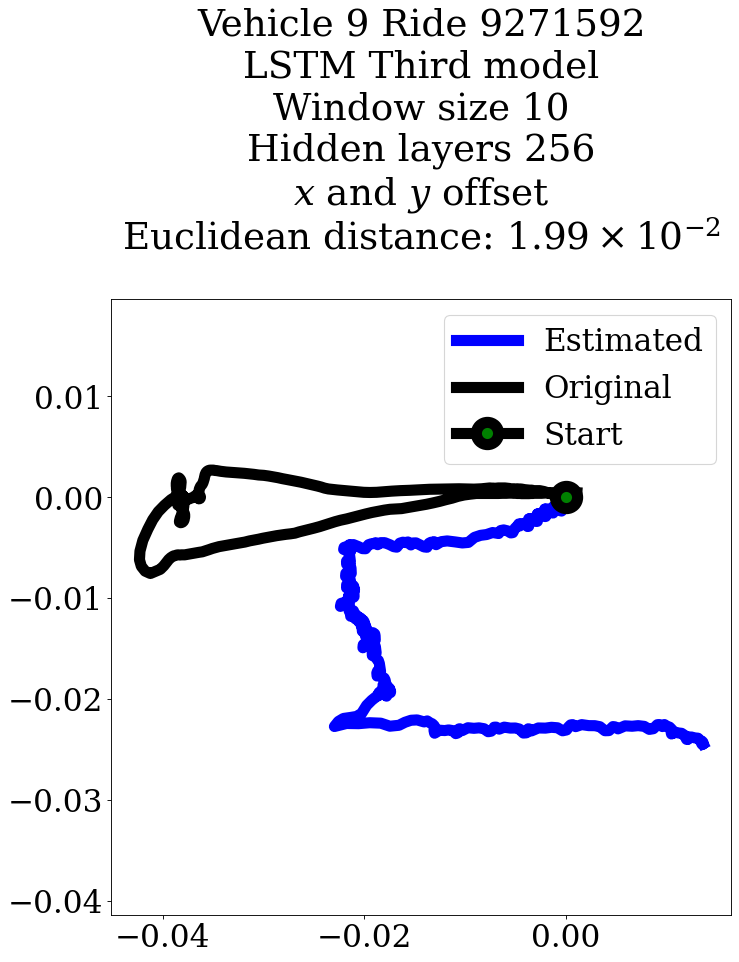 Vehicle 9 Ride 9271592
LSTM Third model
Window size 10
Hidden layers 256
x and y offset
Euclidean distance: 1.99 × 10⁻²
Estimated
Original
Start
0.01
0.00
−0.01
−0.02
−0.03
−0.04
−0.04 −0.02 0.00